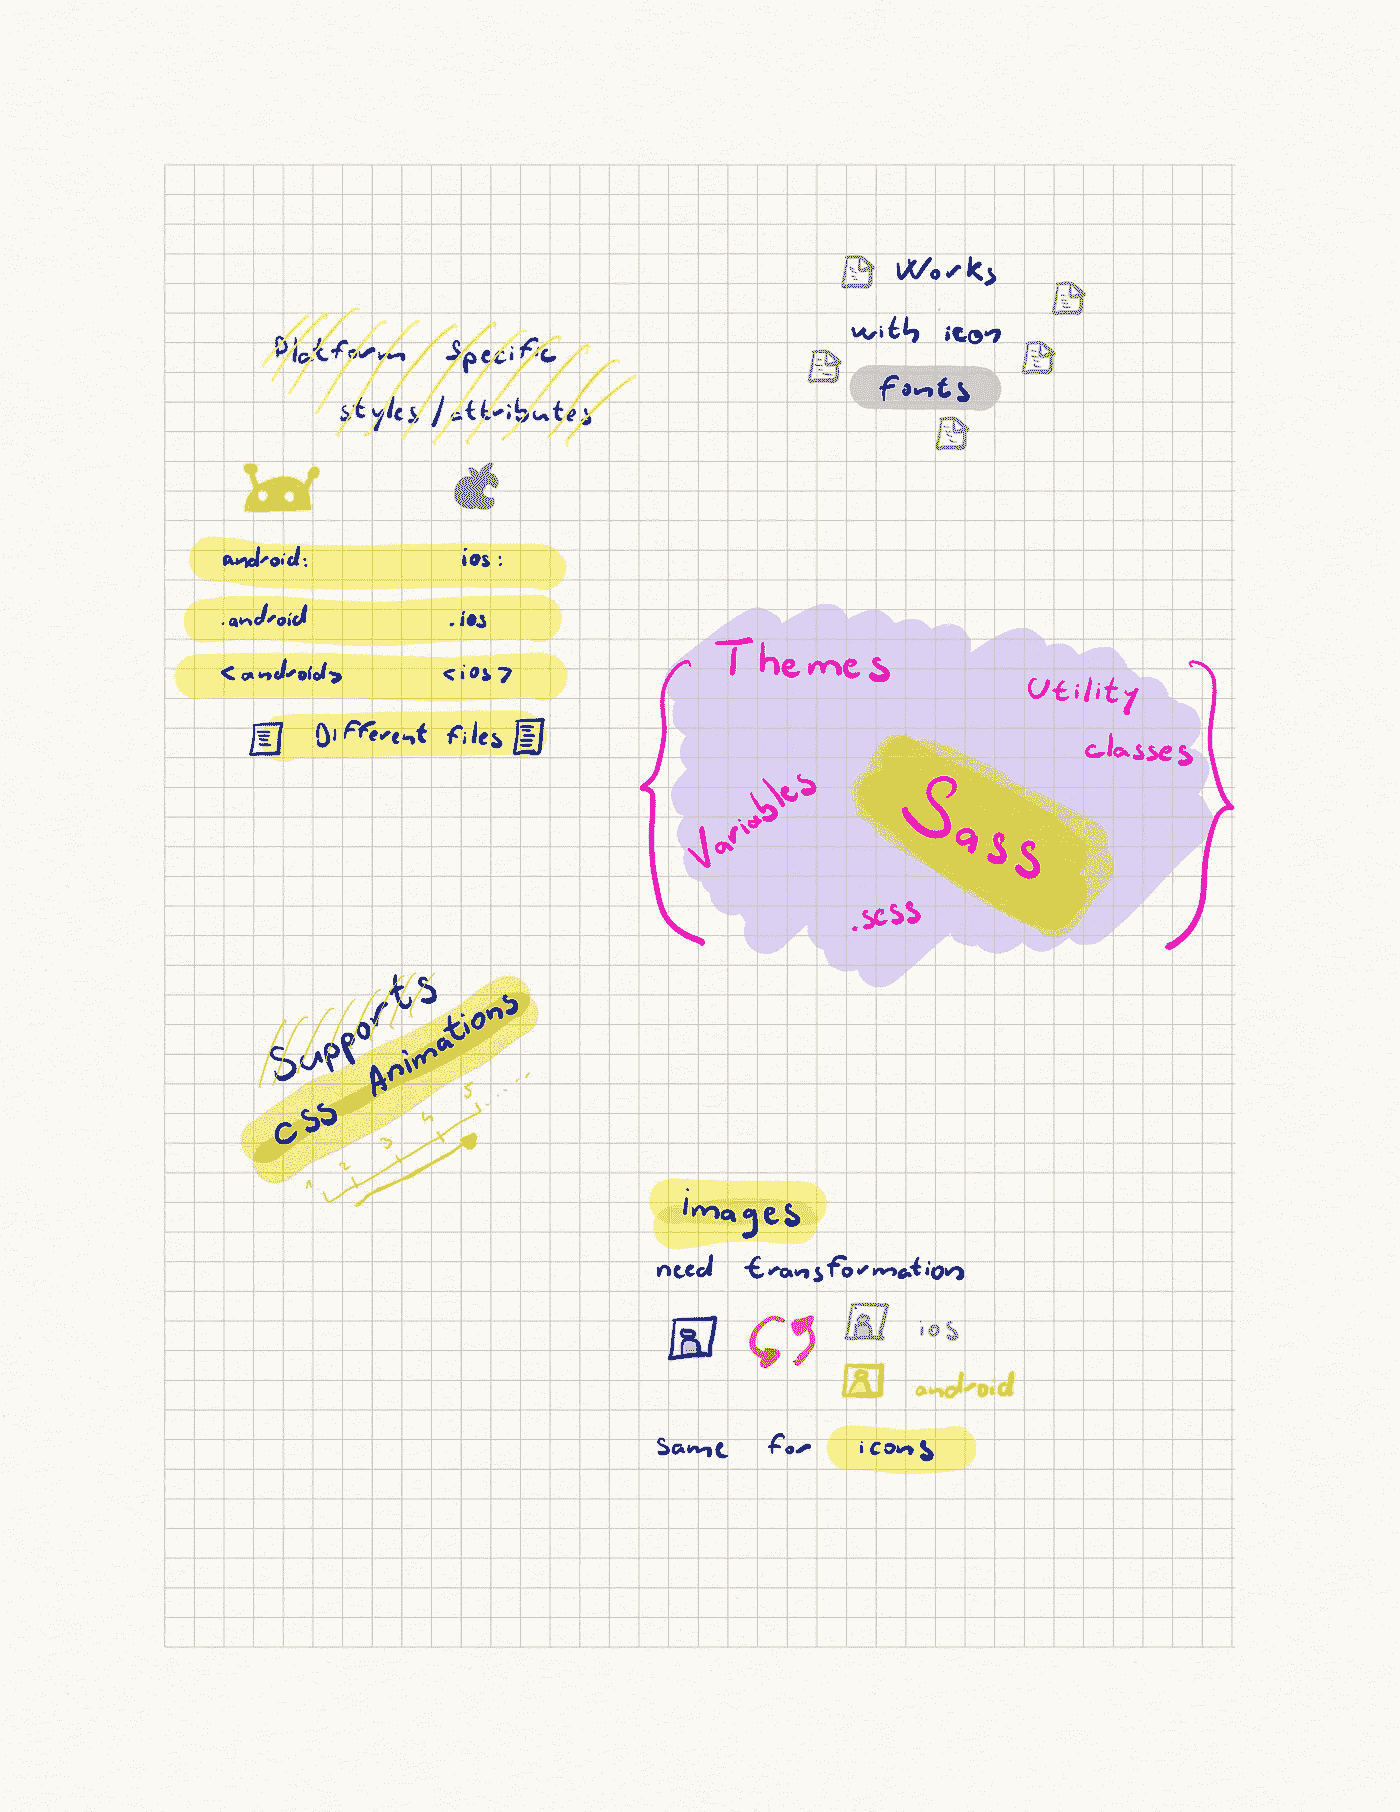 Platform Specific
styles/attributes
android: ios:
.android .ios
<android> <ios>
Different files
Works
with icon
fonts
Themes
Utility
classes
Variables
Sass
.scss
Supports
CSS Animations
1 2 3 4 5
images
need transformation
ios
android
same for icons